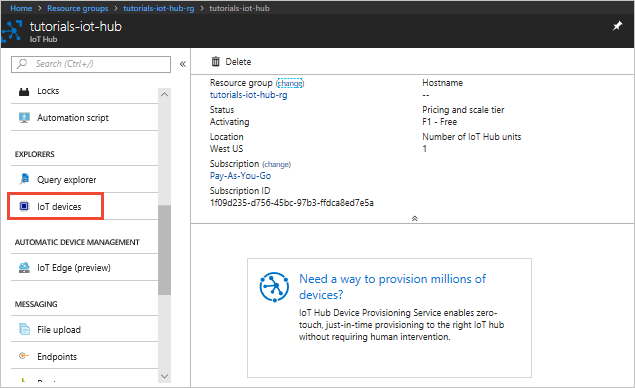 Home > Resource groups > tutorials-iot-hub-rg > tutorials-iot-hub
tutorials-iot-hub
IoT Hub
Search (Ctrl+/)
«
Locks
Automation script
EXPLORERS
Query explorer
IoT devices
AUTOMATIC DEVICE MANAGEMENT
IoT Edge (preview)
MESSAGING
File upload
Endpoints
Delete
Resource group (change)
tutorials-iot-hub-rg
Status
Activating
Location
West US
Subscription (change)
Pay-As-You-Go
Subscription ID
1f09d235-d756-45bc-97b3-ffdca8ed7e5a
Hostname
--
Pricing and scale tier
F1 - Free
Number of IoT Hub units
1
Need a way to provision millions of
devices?
IoT Hub Device Provisioning Service enables zero-
touch, just-in-time provisioning to the right IoT hub
without requiring human intervention.